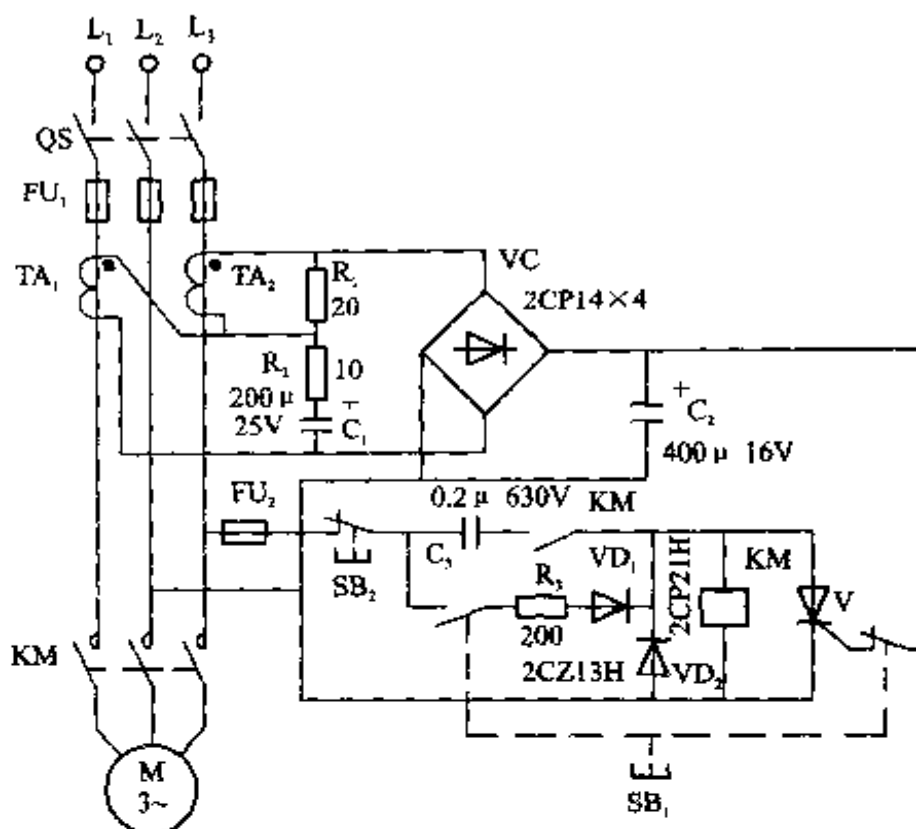 L₁ L₂ L₃
QS
FU₁
TA₁
TA₂
R₁
20
VC
2CP14×4
R₂ 10
200μ
25V
+
C₁
+
C₂
400μ 16V
FU₂
0.2μ 630V
KM
C₃
SB₂
VD₁
R₃
200
2CZ13H
VD₂
2CP21H
KM
V
KM
M
3~
SB₁